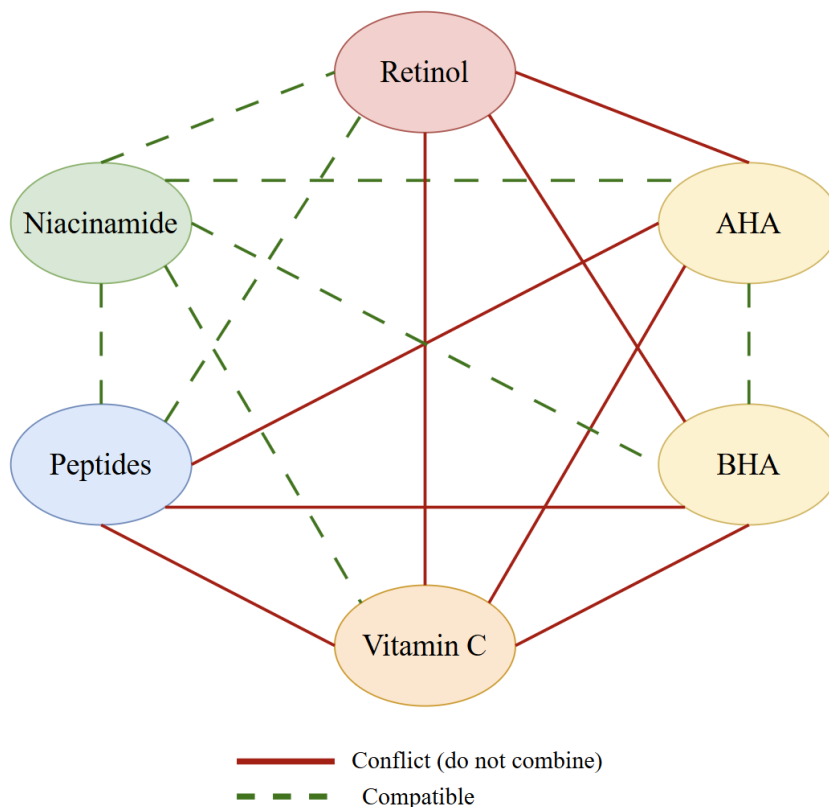 Retinol
Niacinamide
AHA
Peptides
BHA
Vitamin C
Conflict (do not combine)
Compatible